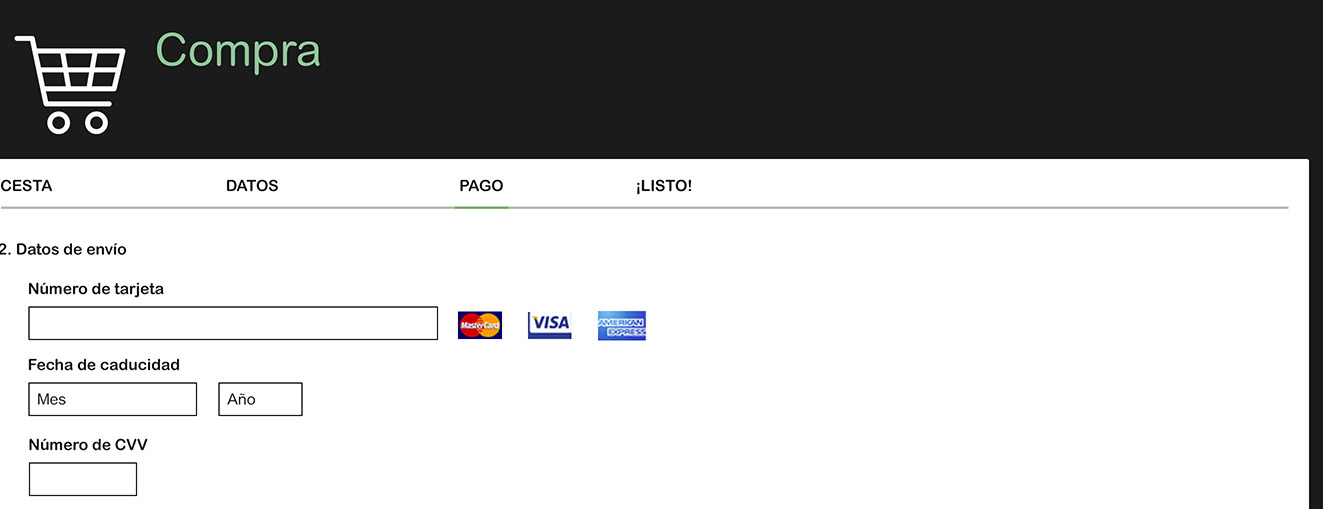 Compra
CESTA DATOS PAGO ¡LISTO!
2. Datos de envío
Número de tarjeta
MasterCard VISA AMERICAN EXPRESS
Fecha de caducidad
Mes Año
Número de CVV